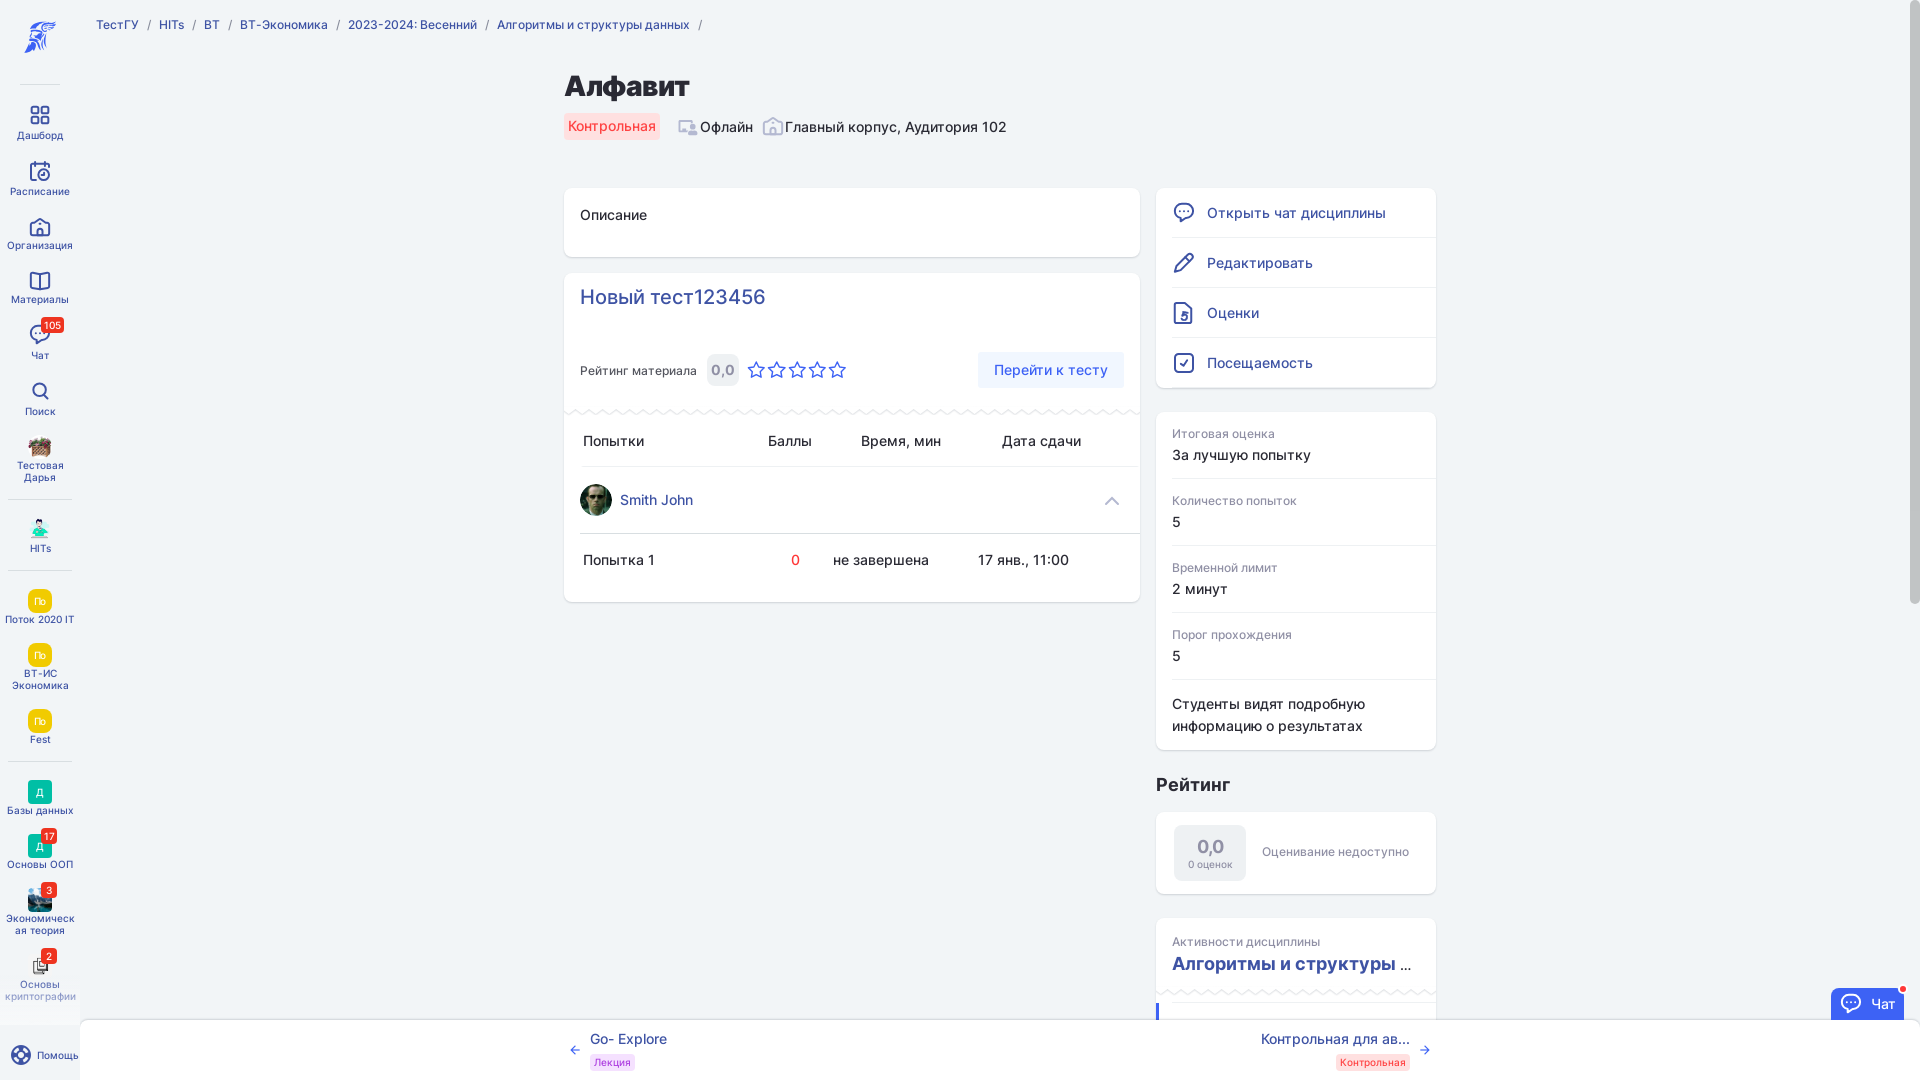 ТестГУ / HITs / ВТ / ВТ-Экономика / 2023-2024: Весенний / Алгоритмы и структуры данных /
Алфавит
Контрольная Офлайн Главный корпус, Аудитория 102
Дашборд
Расписание
Организация
Материалы
105
Чат
Поиск
Тестовая
Дарья
HITs
По
Поток 2020 IT
По
ВТ-ИС
Экономика
По
Fest
Д
Базы данных
17
Д
Основы ООП
3
Экономическ
ая теория
2
Основы
криптографии
Помощь
Описание
Новый тест123456
Рейтинг материала 0,0 Перейти к тесту
Попытки Баллы Время, мин Дата сдачи
Smith John
Попытка 1 0 не завершена 17 янв., 11:00
Открыть чат дисциплины
Редактировать
5 Оценки
Посещаемость
Итоговая оценка
За лучшую попытку
Количество попыток
5
Временной лимит
2 минут
Порог прохождения
5
Студенты видят подробную
информацию о результатах
Рейтинг
0,0
0 оценок
Оценивание недоступно
Активности дисциплины
Алгоритмы и структуры ...
Чат
Go- Explore
Лекция
Контрольная для ав...
Контрольная